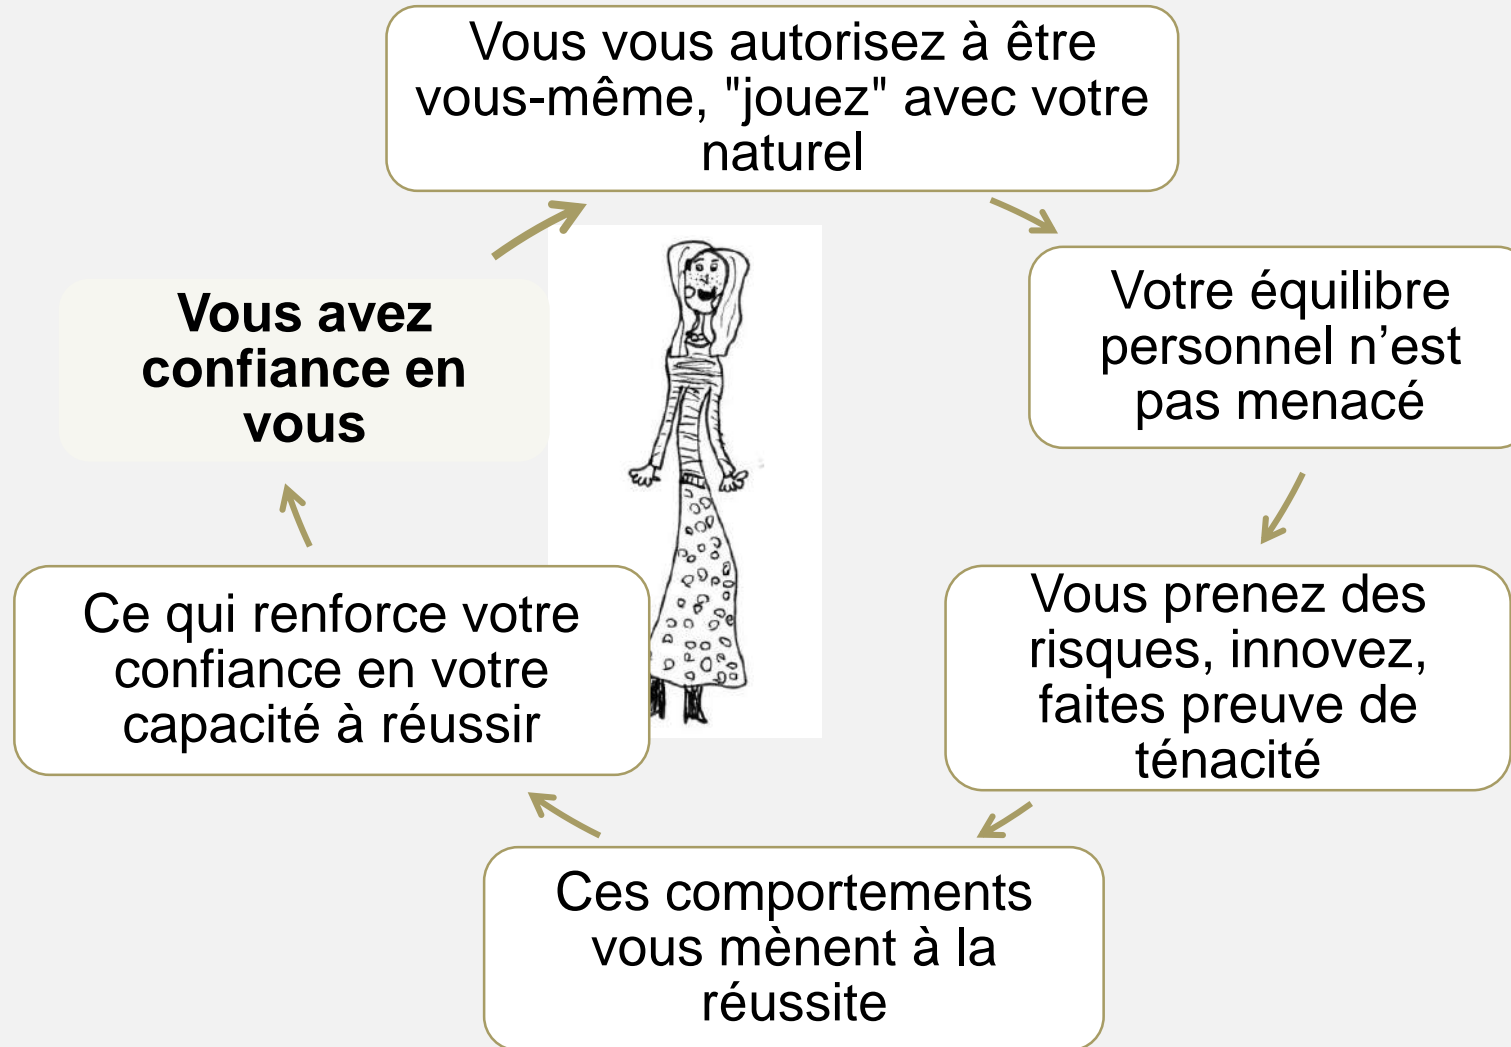 Vous vous autorisez à être
vous-même, "jouez" avec votre
naturel
Votre équilibre
personnel n’est
pas menacé
Vous prenez des
risques, innovez,
faites preuve de
ténacité
Ces comportements
vous mènent à la
réussite
Ce qui renforce votre
confiance en votre
capacité à réussir
Vous avez
confiance en
vous